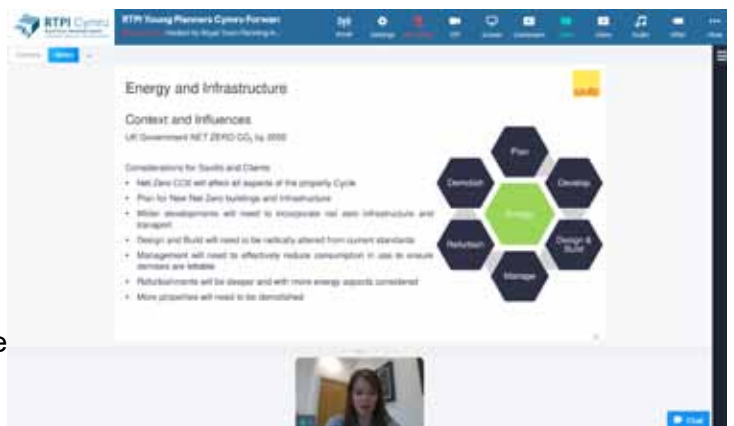 RTPI Cymru
RTPI Young Planners Cymru Forwen
Energy and Infrastructure
savills
Context and Influences
UK Government NET ZERO CO₂ by 2050
Considerations for Savills and Clients
• Net Zero CO2 will affect all aspects of the property Cycle
• Plan for New Net Zero buildings and Infrastructure
• Wider developments will need to incorporate net zero infrastructure and
transport
• Design and Build will need to be radically altered from current standards
• Management will need to effectively reduce consumption in use to ensure
demises are lettable
• Refurbishments will be deeper and with more energy aspects considered
• More properties will need to be demolished
Plan
Demolish
Develop
Energy
Refurbish
Design &
Build
Manage
e
Chat